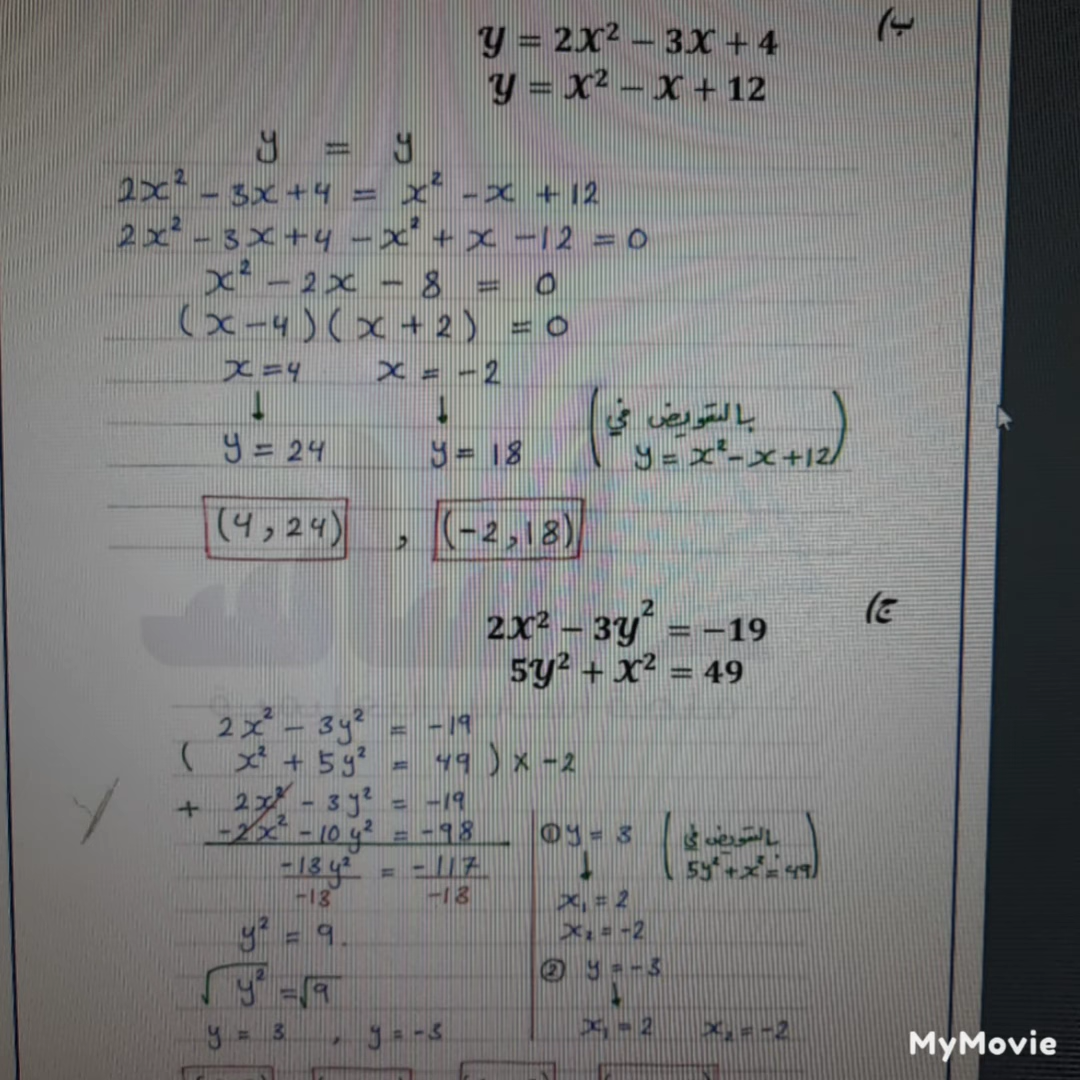 ب)
y = 2x² − 3x + 4
y = x² − x + 12
y = y
2x² - 3x + 4 = x² - x + 12
2x² - 3x + 4 - x² + x - 12 = 0
x² - 2x - 8 = 0
(x-4)(x+2) = 0
x = 4 x = -2
↓ ↓
y = 24 y = 18
(بالتعويض في
y = x² - x + 12)
(4, 24) , (-2, 18)
ج)
2x² − 3y² = −19
5y² + x² = 49
2x² - 3y² = -19
( x² + 5y² = 49 ) × -2
+ 2x² - 3y² = -19
-2x² - 10y² = -98
-13y² = -117
-13 -13
y² = 9.
√y² = √9
y = 3 , y = -3
① y = 3 (بالتعويض في
5y² + x² = 49)
↓
x₁ = 2
x₂ = -2
② y = -3
↓
x₁ = 2 x₂ = -2
MyMovie